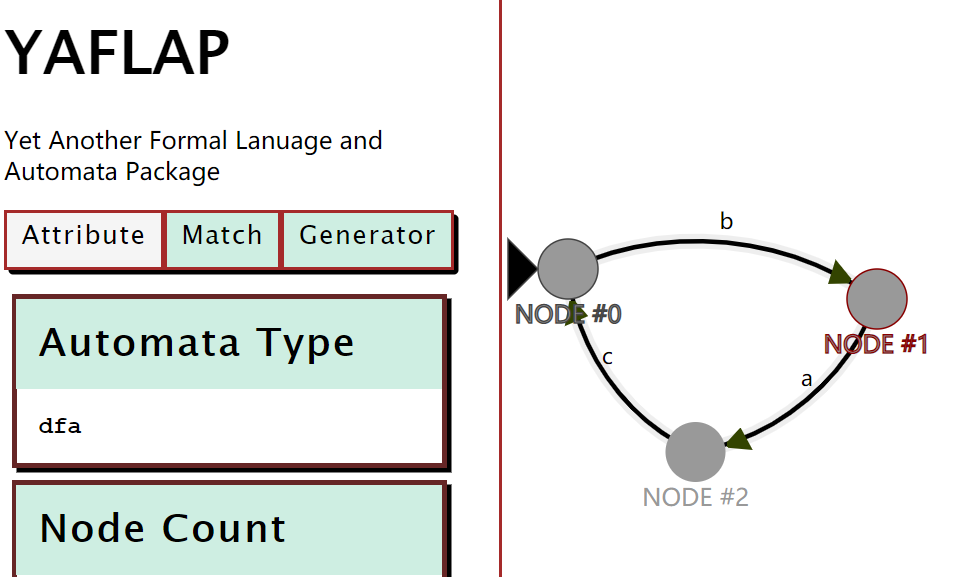 YAFLAP
Yet Another Formal Lanuage and
Automata Package
Attribute Match Generator
Automata Type
dfa
Node Count
b
NODE #0
NODE #1
c
a
NODE #2